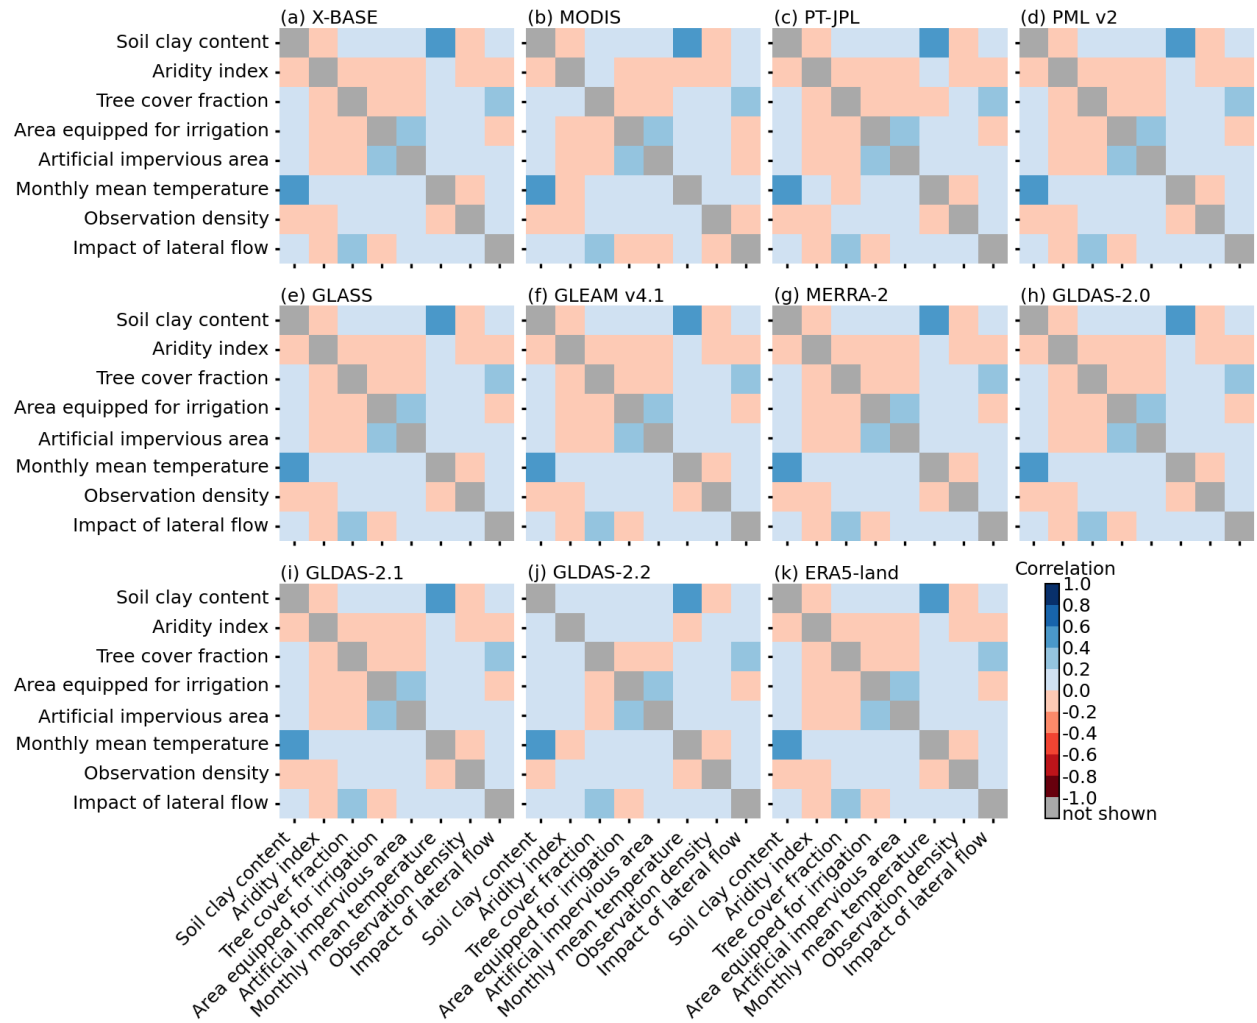 (a) X-BASE
(b) MODIS
(c) PT-JPL
(d) PML v2
Soil clay content
Aridity index
Tree cover fraction
Area equipped for irrigation
Artificial impervious area
Monthly mean temperature
Observation density
Impact of lateral flow
(e) GLASS
(f) GLEAM v4.1
(g) MERRA-2
(h) GLDAS-2.0
Soil clay content
Aridity index
Tree cover fraction
Area equipped for irrigation
Artificial impervious area
Monthly mean temperature
Observation density
Impact of lateral flow
(i) GLDAS-2.1
(j) GLDAS-2.2
(k) ERA5-land
Soil clay content
Aridity index
Tree cover fraction
Area equipped for irrigation
Artificial impervious area
Monthly mean temperature
Observation density
Impact of lateral flow
Correlation
1.0
0.8
0.6
0.4
0.2
0.0
-0.2
-0.4
-0.6
-0.8
-1.0
not shown
Soil clay content
Aridity index
Tree cover fraction
Area equipped for irrigation
Artificial impervious area
Monthly mean temperature
Observation density
Impact of lateral flow
Soil clay content
Aridity index
Tree cover fraction
Area equipped for irrigation
Artificial impervious area
Monthly mean temperature
Observation density
Impact of lateral flow
Soil clay content
Aridity index
Tree cover fraction
Area equipped for irrigation
Artificial impervious area
Monthly mean temperature
Observation density
Impact of lateral flow